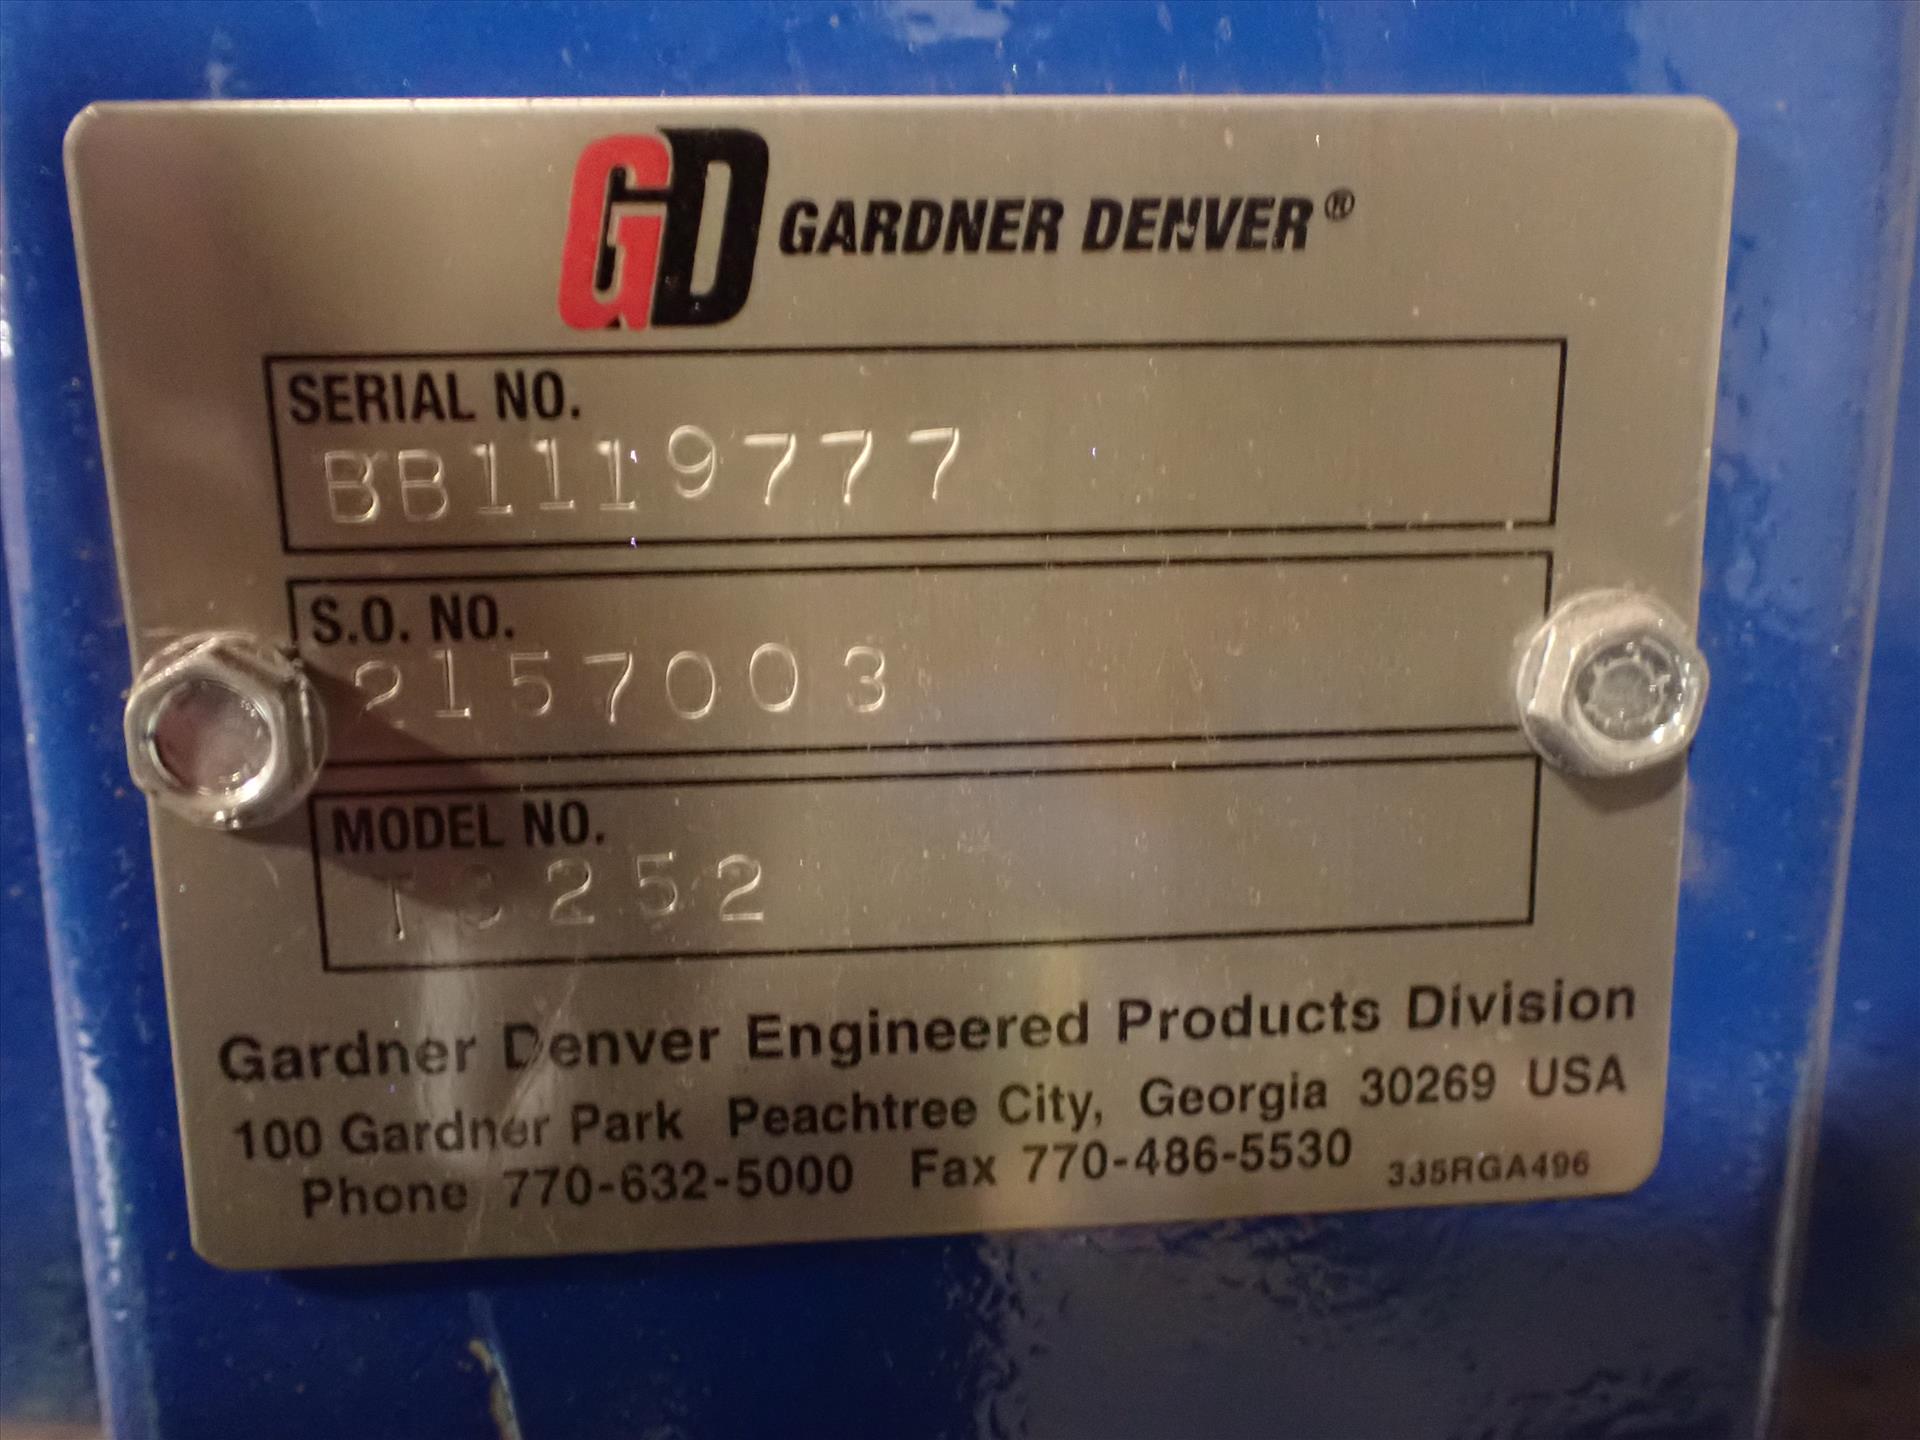 GD GARDNER DENVER®
SERIAL NO.
BB1119777
S.O. NO.
2157003
MODEL NO.
Gardner Denver Engineered Products Division
100 Gardner Park Peachtree City, Georgia 30269 USA
Phone 770-632-5000 Fax 770-486-5530 335RGA496